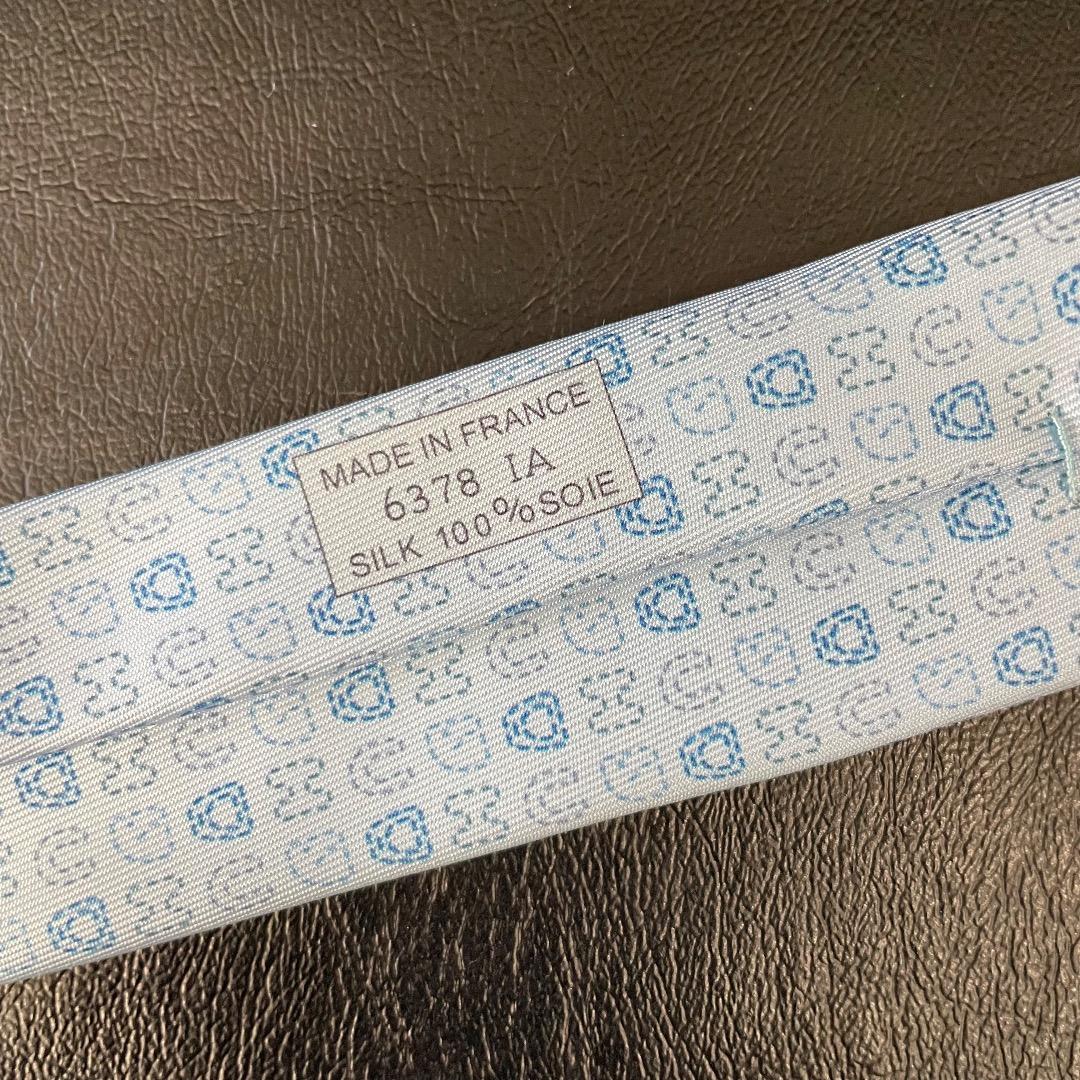 MADE IN FRANCE
6378 IA
SILK 100%SOIE